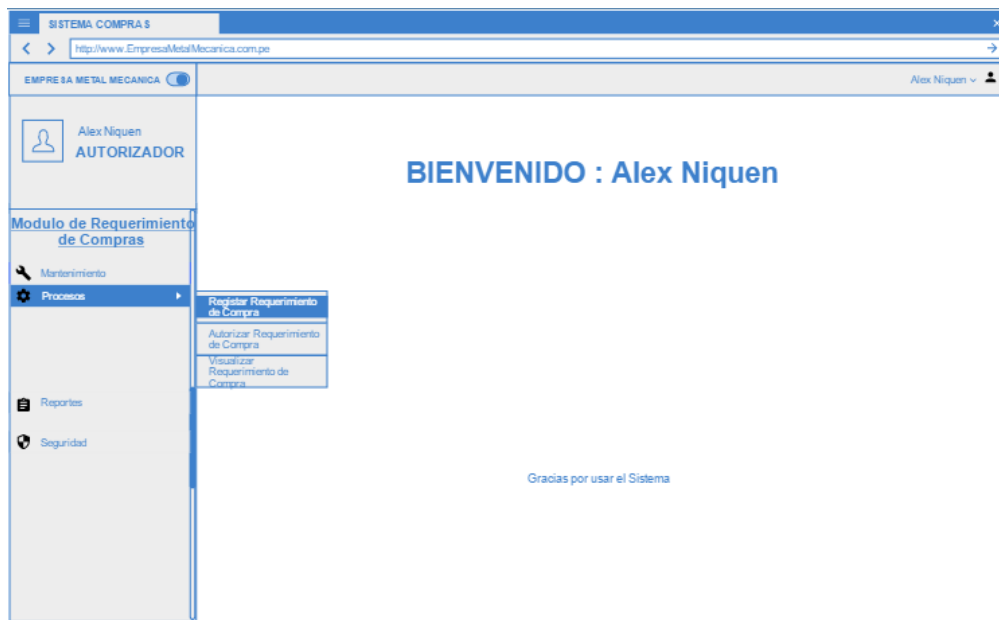 SISTEMA COMPRAS
http://www.EmpresaMetalMecanica.com.pe
EMPRESA METAL MECANICA
Alex Niquen
Alex Niquen
AUTORIZADOR
BIENVENIDO : Alex Niquen
Modulo de Requerimiento
de Compras
Mantenimiento
Procesos
Registar Requerimiento
de Compra
Autorizar Requerimiento
de Compra
Visualizar
Requerimiento de
Compra
Reportes
Seguridad
Gracias por usar el Sistema